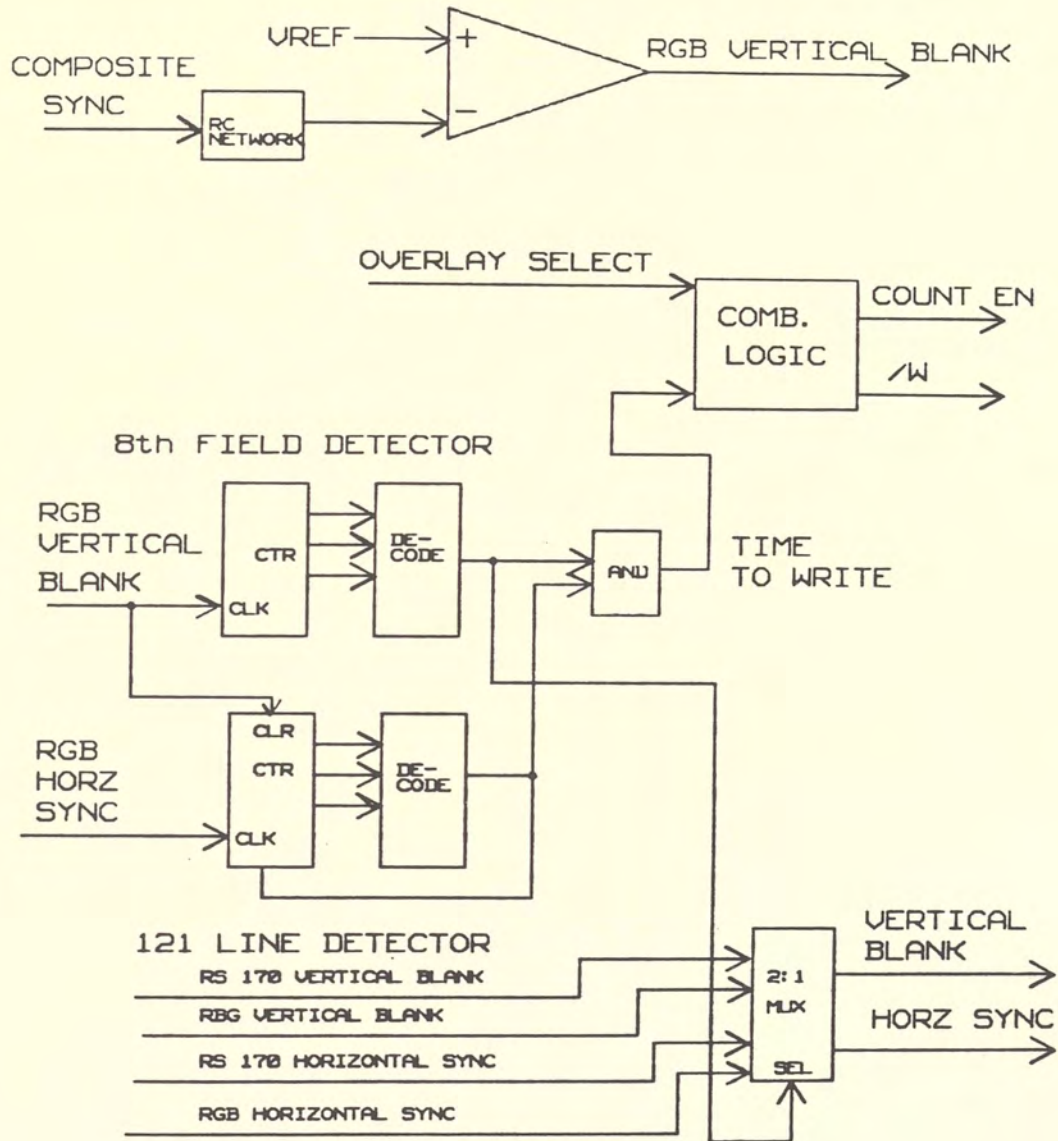 VREF
+
RGB VERTICAL BLANK
COMPOSITE
SYNC
RC
NETWORK
−
OVERLAY SELECT
COMB.
LOGIC
COUNT EN
/W
8th FIELD DETECTOR
RGB
VERTICAL
BLANK
CTR
CLK
DE-
CODE
AND
TIME
TO WRITE
RGB
HORZ
SYNC
CLR
CTR
CLK
DE-
CODE
121 LINE DETECTOR
RS 170 VERTICAL BLANK
RBG VERTICAL BLANK
RS 170 HORIZONTAL SYNC
RGB HORIZONTAL SYNC
2:1
MUX
SEL
VERTICAL
BLANK
HORZ SYNC